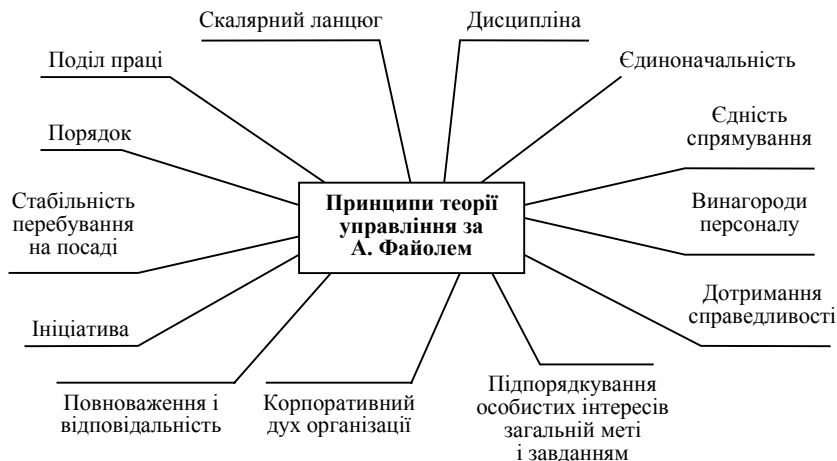 Скалярний ланцюг
Дисципліна
Поділ праці
Єдиноначальність
Порядок
Єдність
спрямування
Стабільність
перебування
на посаді
Принципи теорії
управління за
А. Файолем
Винагороди
персоналу
Ініціатива
Дотримання
справедливості
Повноваження і
відповідальність
Корпоративний
дух організації
Підпорядкування
особистих інтересів
загальній меті
і завданням